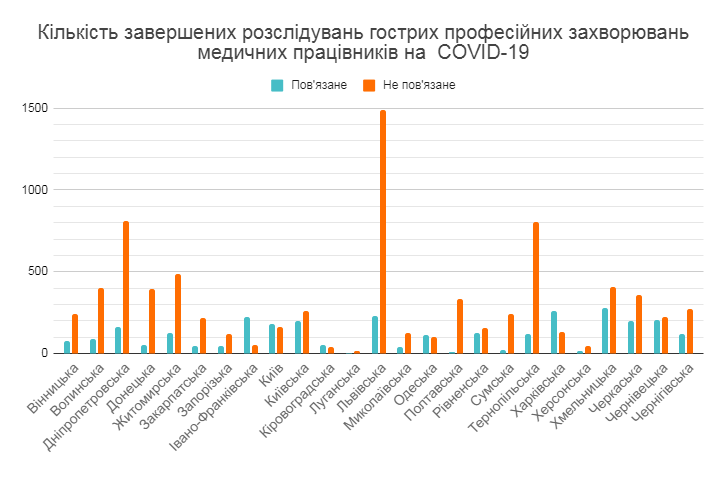 Кількість завершених розслідувань гострих професійних захворювань
медичних працівників на COVID-19
Пов'язане
Не пов'язане
1500
1000
500
0
Вінницька
Волинська
Дніпропетровська
Донецька
Житомирська
Закарпатська
Запорізька
Івано-Франківська
Київ
Київська
Кіровоградська
Луганська
Львівська
Миколаївська
Одеська
Полтавська
Рівненська
Сумська
Тернопільська
Харківська
Херсонська
Хмельницька
Черкаська
Чернівецька
Чернігівська